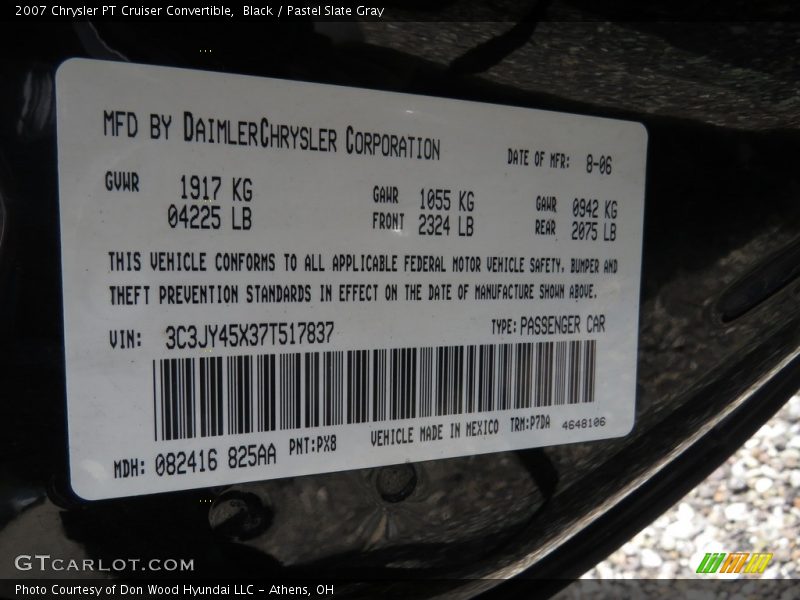 2007 Chrysler PT Cruiser Convertible, Black / Pastel Slate Gray
MFD BY DAIMLERCHRYSLER CORPORATION
DATE OF MFR: 8-06
GVWR 1917 KG
04225 LB
GAWR 1055 KG
FRONT 2324 LB
GAWR 0942 KG
REAR 2075 LB
THIS VEHICLE CONFORMS TO ALL APPLICABLE FEDERAL MOTOR VEHICLE SAFETY, BUMPER AND
THEFT PREVENTION STANDARDS IN EFFECT ON THE DATE OF MANUFACTURE SHOWN ABOVE.
VIN: 3C3JY45X37T517837
TYPE: PASSENGER CAR
MDH: 082416 825AA PNT:PX8 VEHICLE MADE IN MEXICO TRM:P7DA 4648106
GTCARLOT.COM
Photo Courtesy of Don Wood Hyundai LLC - Athens, OH